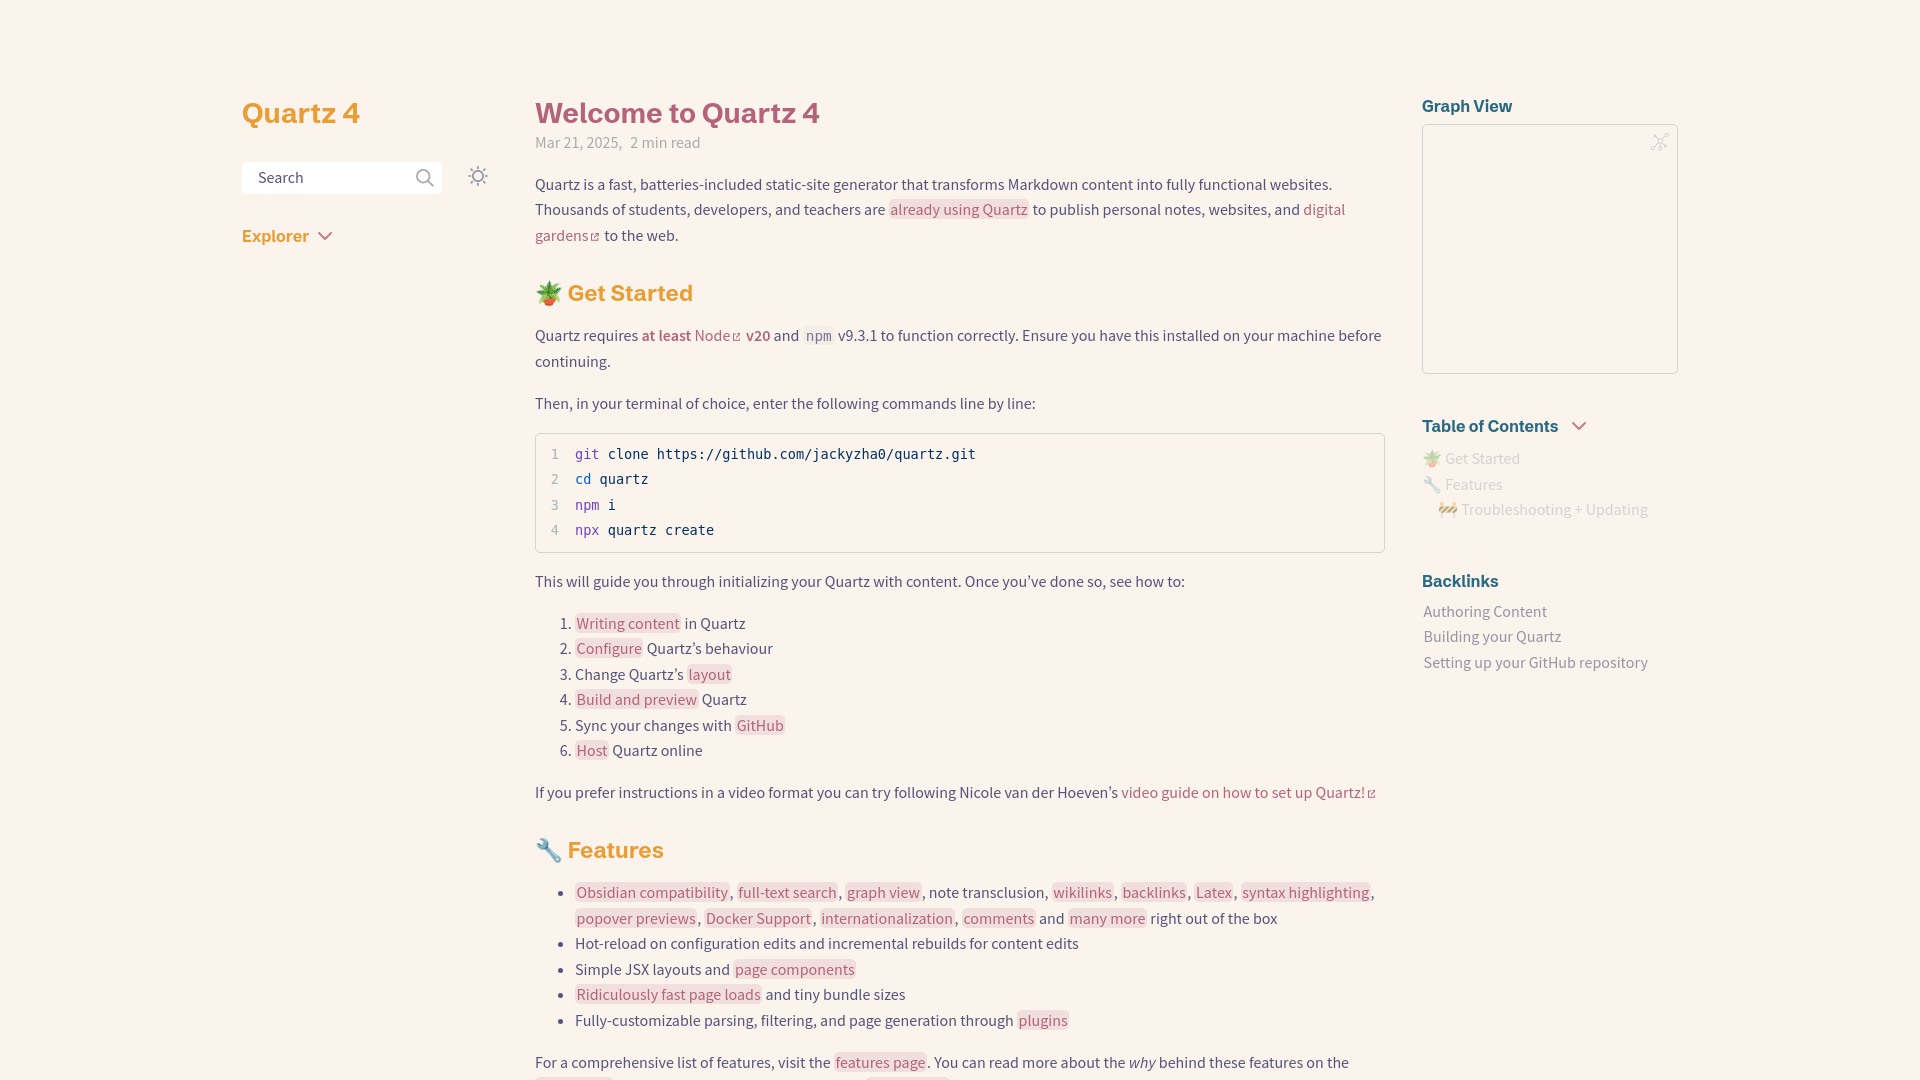 Quartz 4
Search
Explorer
Welcome to Quartz 4
Mar 21, 2025, 2 min read
Quartz is a fast, batteries-included static-site generator that transforms Markdown content into fully functional websites.
Thousands of students, developers, and teachers are already using Quartz to publish personal notes, websites, and digital
gardens to the web.
🪴 Get Started
Quartz requires at least Node v20 and npm v9.3.1 to function correctly. Ensure you have this installed on your machine before
continuing.
Then, in your terminal of choice, enter the following commands line by line:
1 git clone https://github.com/jackyzha0/quartz.git
2 cd quartz
3 npm i
4 npx quartz create
This will guide you through initializing your Quartz with content. Once you’ve done so, see how to:
1. Writing content in Quartz
2. Configure Quartz’s behaviour
3. Change Quartz’s layout
4. Build and preview Quartz
5. Sync your changes with GitHub
6. Host Quartz online
If you prefer instructions in a video format you can try following Nicole van der Hoeven’s video guide on how to set up Quartz!
🔧 Features
• Obsidian compatibility, full-text search, graph view, note transclusion, wikilinks, backlinks, Latex, syntax highlighting,
popover previews, Docker Support, internationalization, comments and many more right out of the box
• Hot-reload on configuration edits and incremental rebuilds for content edits
• Simple JSX layouts and page components
• Ridiculously fast page loads and tiny bundle sizes
• Fully-customizable parsing, filtering, and page generation through plugins
For a comprehensive list of features, visit the features page. You can read more about the why behind these features on the
Graph View
Table of Contents
🪴 Get Started
🔧 Features
🚧 Troubleshooting + Updating
Backlinks
Authoring Content
Building your Quartz
Setting up your GitHub repository